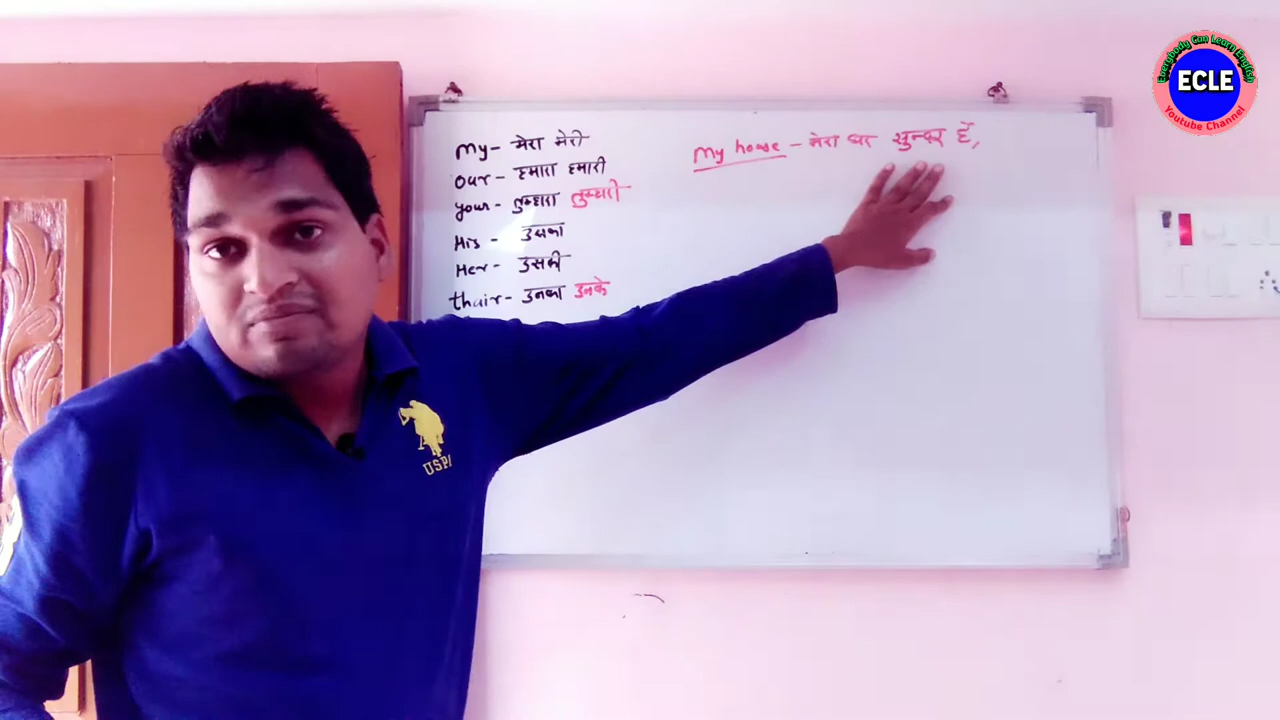 My - मेरा मेरी
our - हमारा हमारी
your - तुम्हारा तुम्हारी
His - उसका
Her - उसकी
thair - उनका उनके
My house - मेरा घर सुन्दर है,
Everybody Can Learn English
ECLE
Youtube Channel
USPA